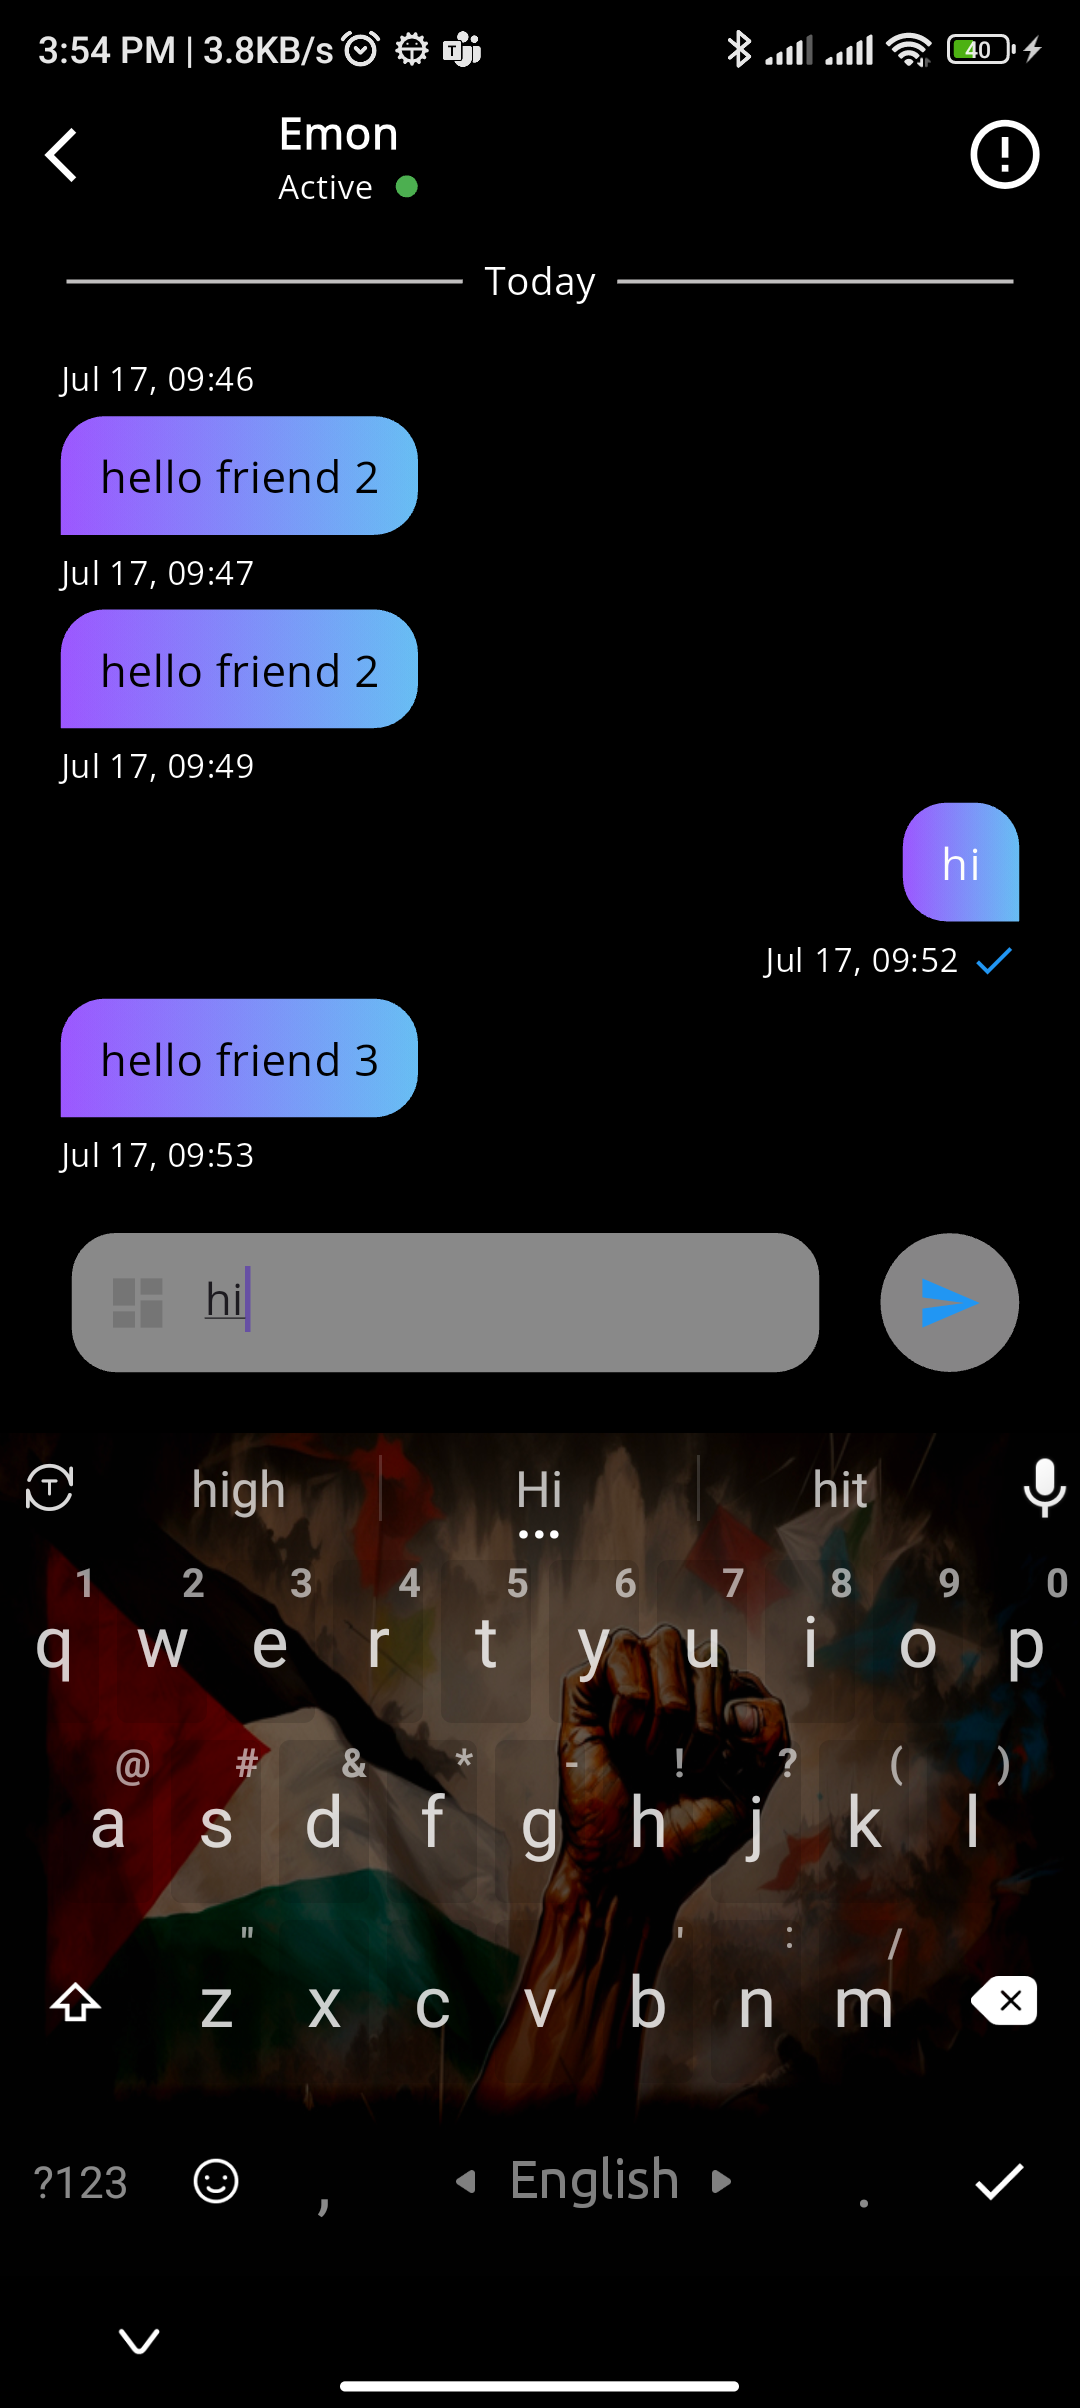 3:54 PM | 3.8KB/s
40
Emon
Active
Today
Jul 17, 09:46
hello friend 2
Jul 17, 09:47
hello friend 2
Jul 17, 09:49
hi
Jul 17, 09:52
hello friend 3
Jul 17, 09:53
hi
high Hi hit
1 2 3 4 5 6 7 8 9 0
q w e r t y u i o p
@ # & * - ! ? ( )
a s d f g h j k l
" ' : /
z x c v b n m
?123 , English .